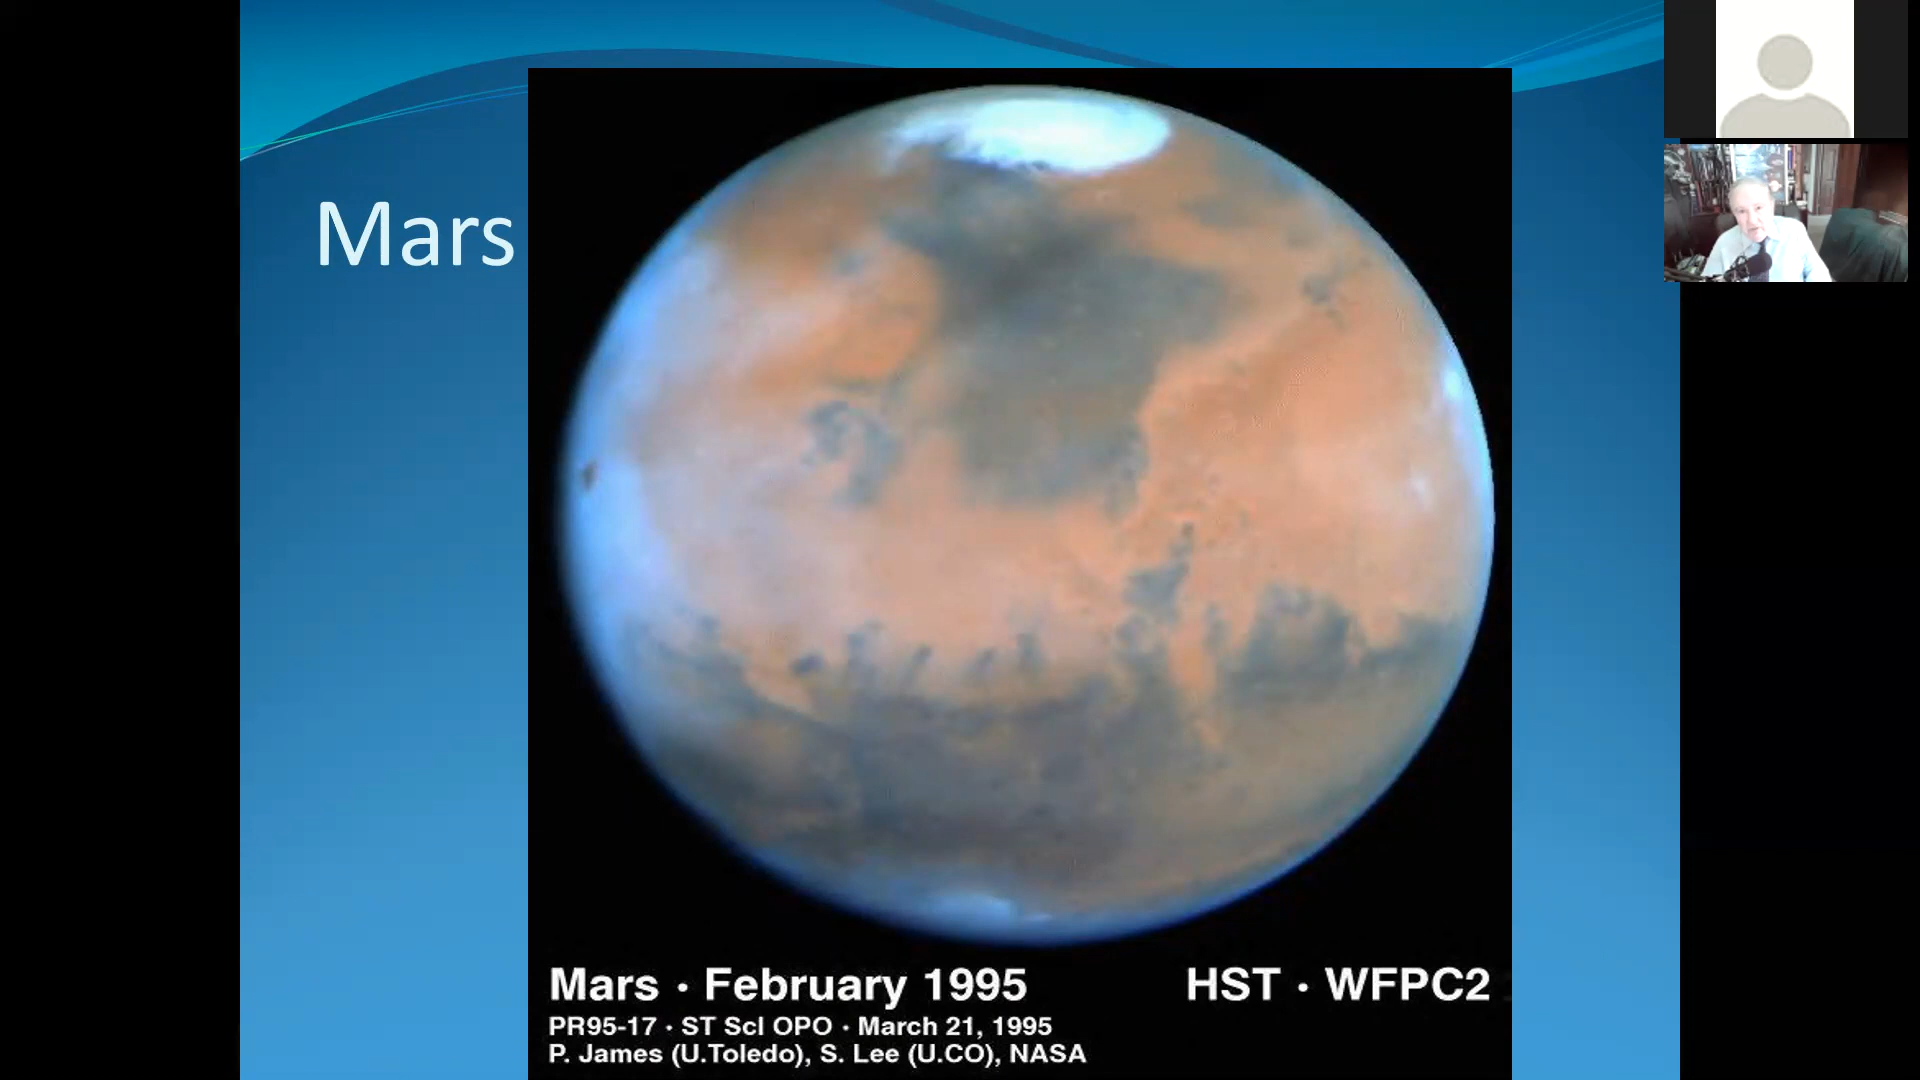 Mars
Mars · February 1995
HST · WFPC2
PR95-17 · ST ScI OPO · March 21, 1995
P. James (U.Toledo), S. Lee (U.CO), NASA